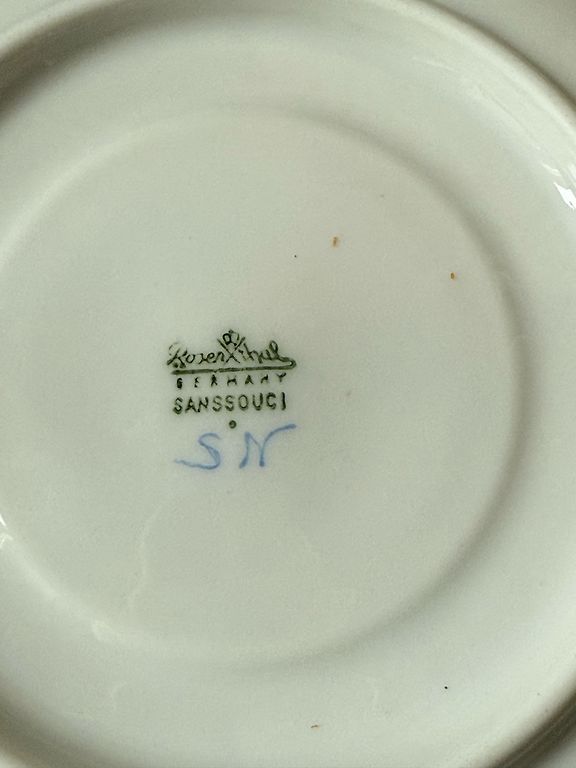 Rosenthal
GERMANY
SANSSOUCI
SN